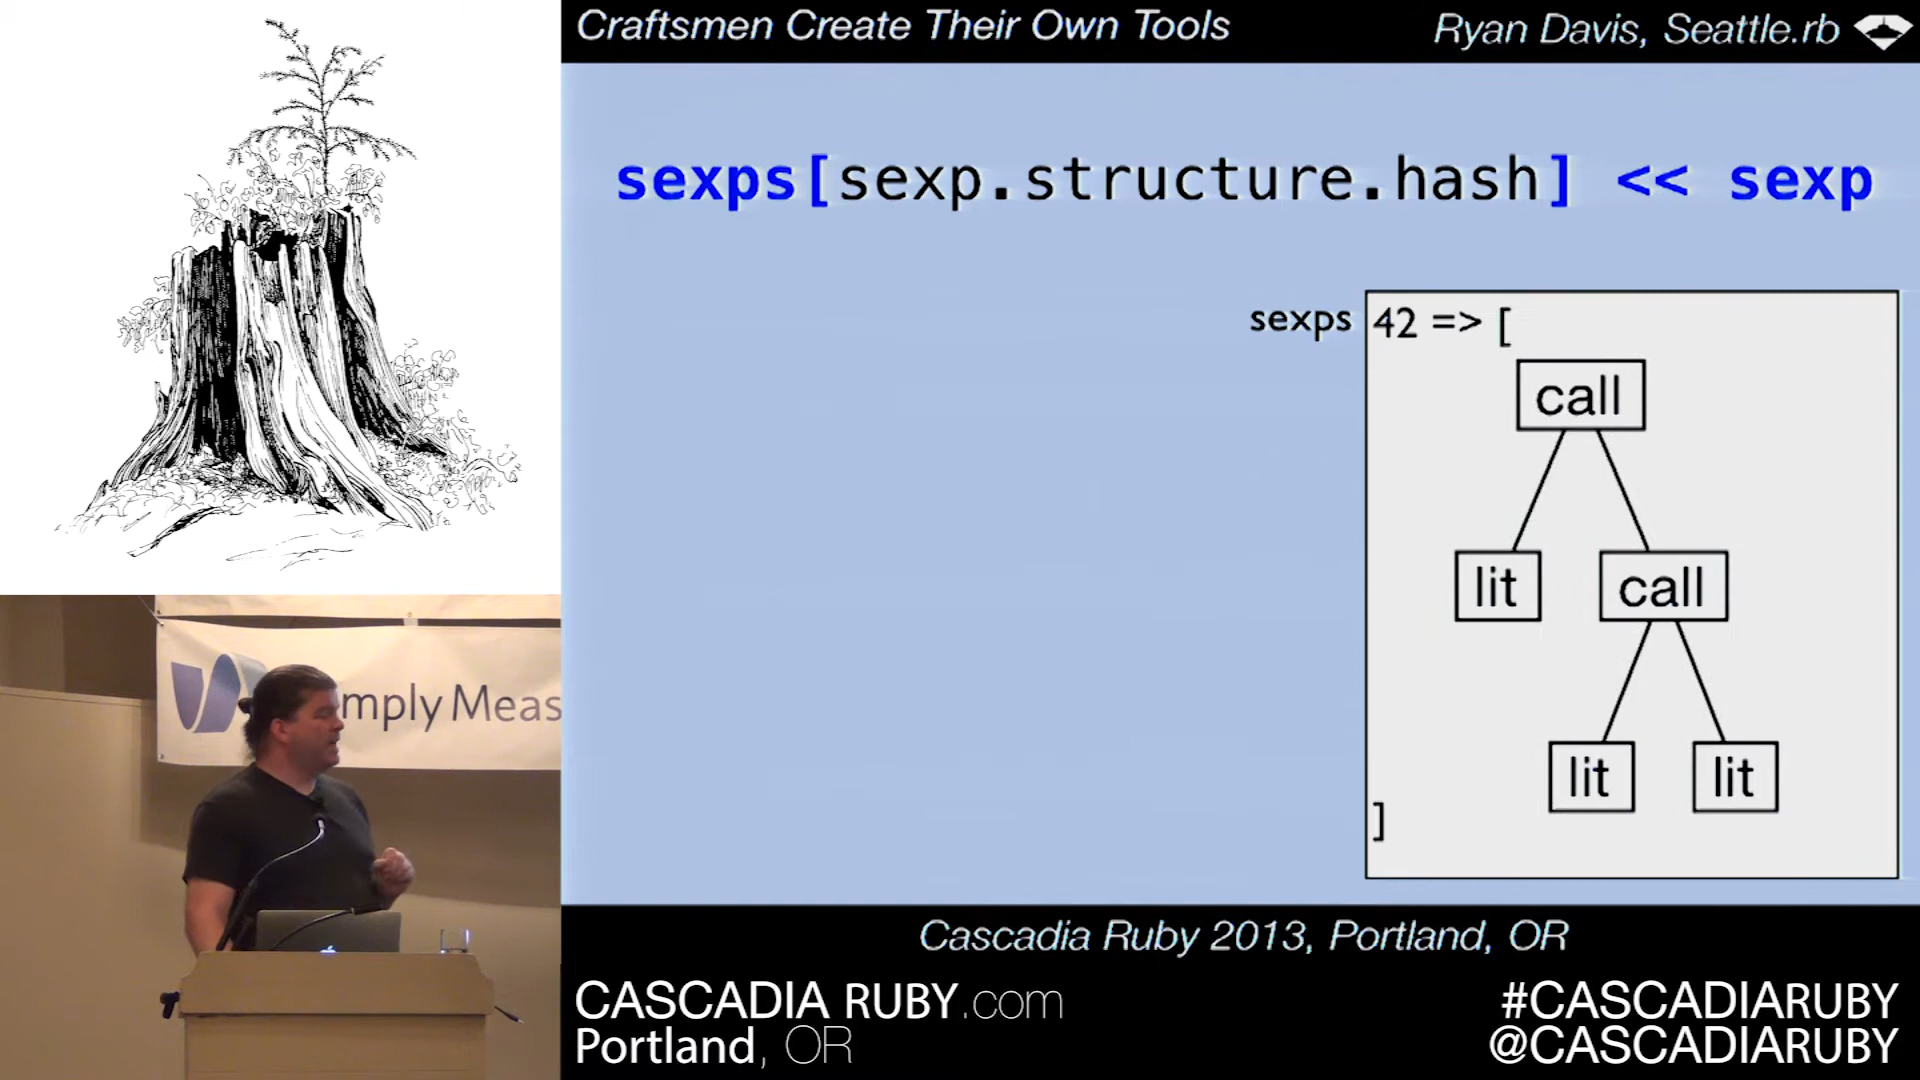 Craftsmen Create Their Own Tools
Ryan Davis, Seattle.rb
sexps[sexp.structure.hash] << sexp
sexps
42 => [
call
lit
call
lit
lit
]
mply Meas
Cascadia Ruby 2013, Portland, OR
CASCADIA RUBY.com
Portland, OR
#CASCADIARUBY
@CASCADIARUBY